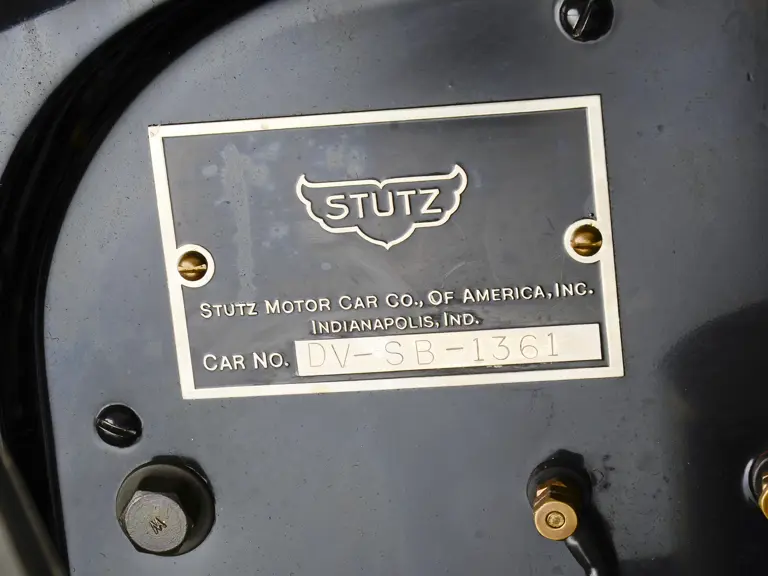 STUTZ
STUTZ MOTOR CAR CO., OF AMERICA, INC.
INDIANAPOLIS, IND.
CAR NO. DV-SB-1361